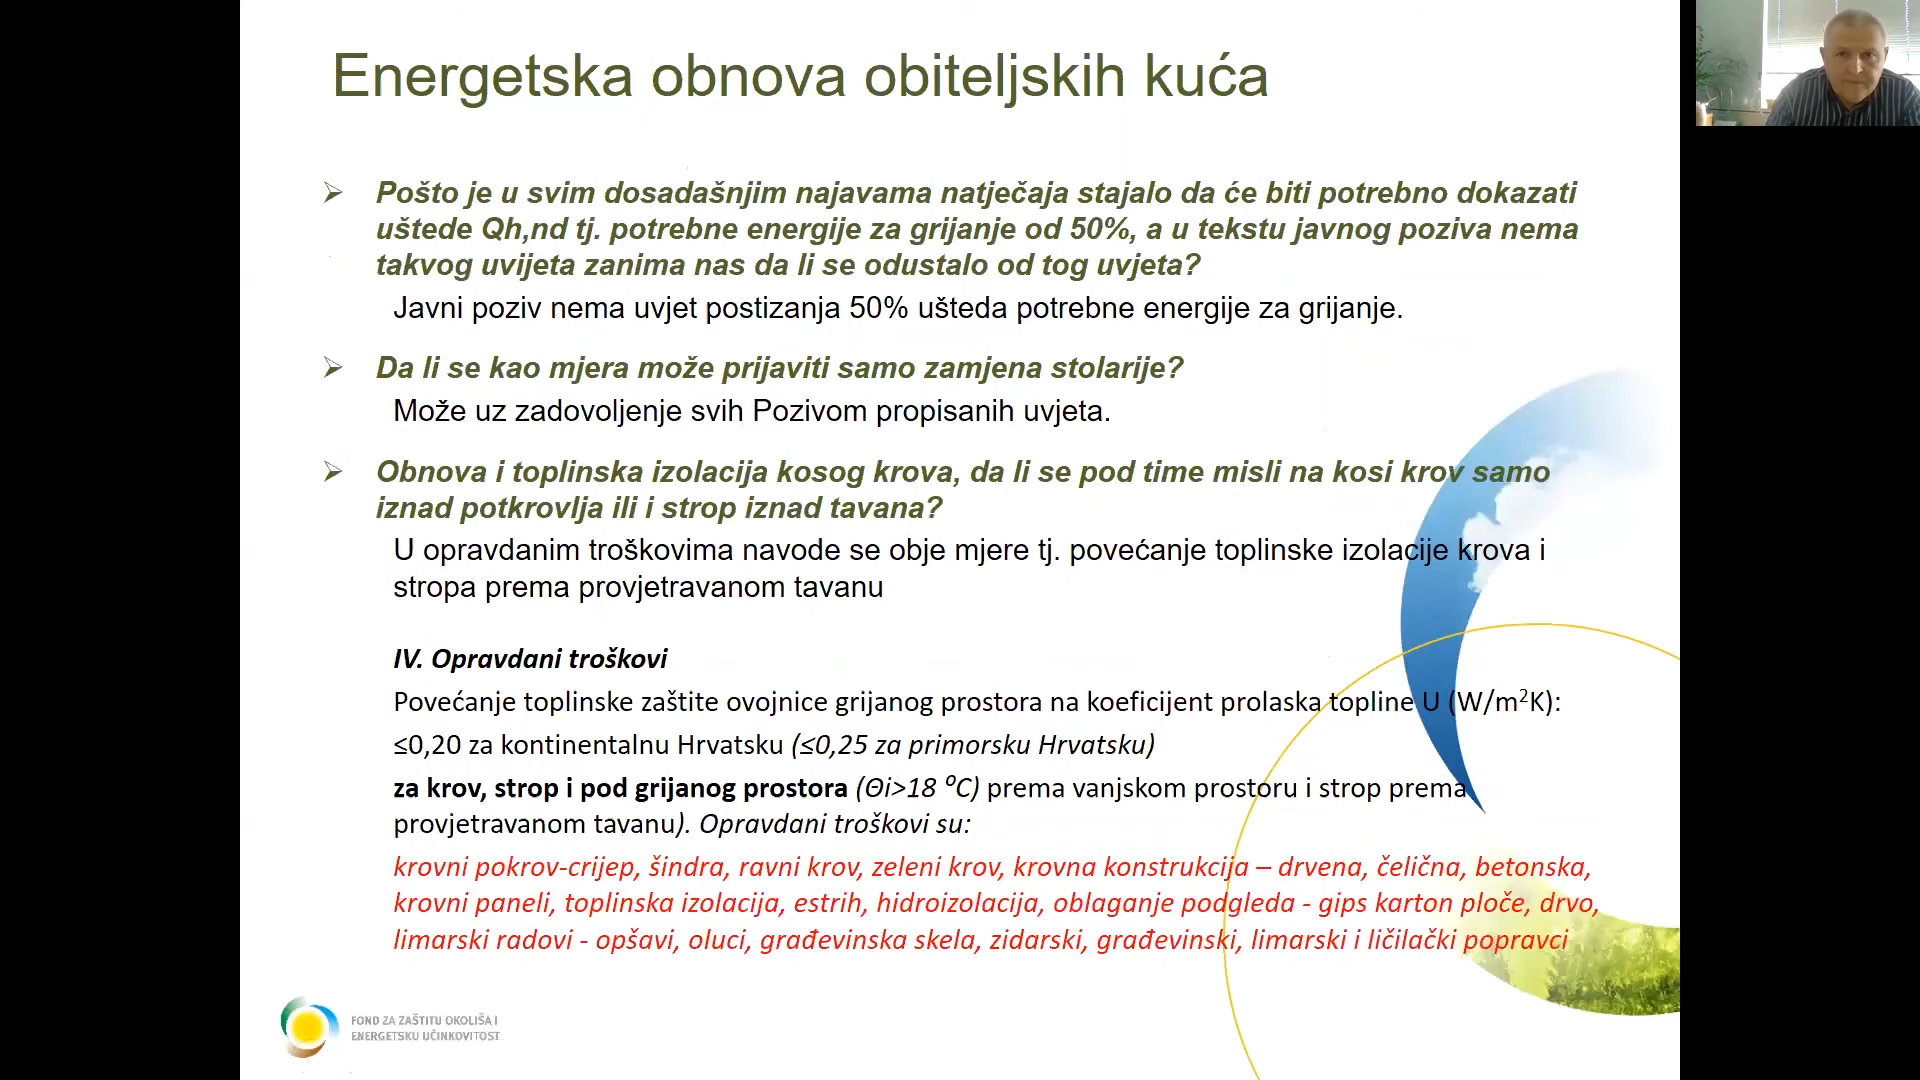 Energetska obnova obiteljskih kuća
Pošto je u svim dosadašnjim najavama natječaja stajalo da će biti potrebno dokazati
uštede Qh,nd tj. potrebne energije za grijanje od 50%, a u tekstu javnog poziva nema
takvog uvijeta zanima nas da li se odustalo od tog uvjeta?
Javni poziv nema uvjet postizanja 50% ušteda potrebne energije za grijanje.
Da li se kao mjera može prijaviti samo zamjena stolarije?
Može uz zadovoljenje svih Pozivom propisanih uvjeta.
Obnova i toplinska izolacija kosog krova, da li se pod time misli na kosi krov samo
iznad potkrovlja ili i strop iznad tavana?
U opravdanim troškovima navode se obje mjere tj. povećanje toplinske izolacije krova i
stropa prema provjetravanom tavanu
IV. Opravdani troškovi
Povećanje toplinske zaštite ovojnice grijanog prostora na koeficijent prolaska topline U (W/m²K):
≤0,20 za kontinentalnu Hrvatsku (≤0,25 za primorsku Hrvatsku)
za krov, strop i pod grijanog prostora (Θi>18 ⁰C) prema vanjskom prostoru i strop prema
provjetravanom tavanu). Opravdani troškovi su:
krovni pokrov-crijep, šindra, ravni krov, zeleni krov, krovna konstrukcija – drvena, čelična, betonska,
krovni paneli, toplinska izolacija, estrih, hidroizolacija, oblaganje podgleda - gips karton ploče, drvo,
limarski radovi - opšavi, oluci, građevinska skela, zidarski, građevinski, limarski i ličilački popravci
FOND ZA ZAŠTITU OKOLIŠA I
ENERGETSKU UČINKOVITOST